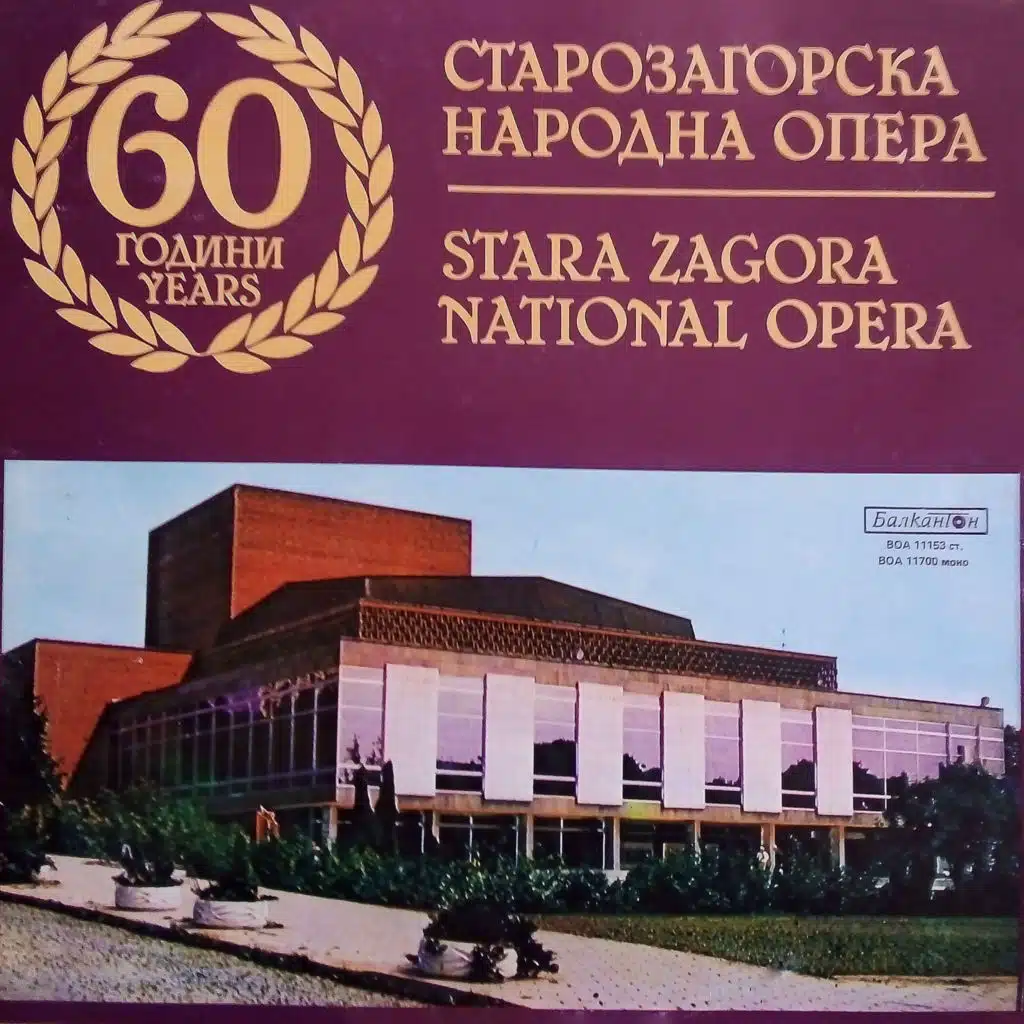 60
ГОДИНИ
YEARS
СТАРОЗАГОРСКА
НАРОДНА ОПЕРА
STARA ZAGORA
NATIONAL OPERA
Балкантон
ВОА 11153 ст.
ВОА 11700 моно